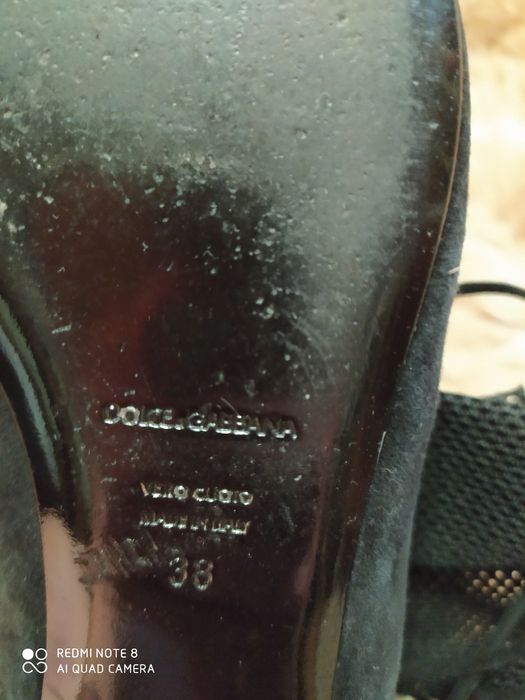 DOLCE & GABBANA
VERO CUOIO
MADE IN ITALY
38
REDMI NOTE 8
AI QUAD CAMERA